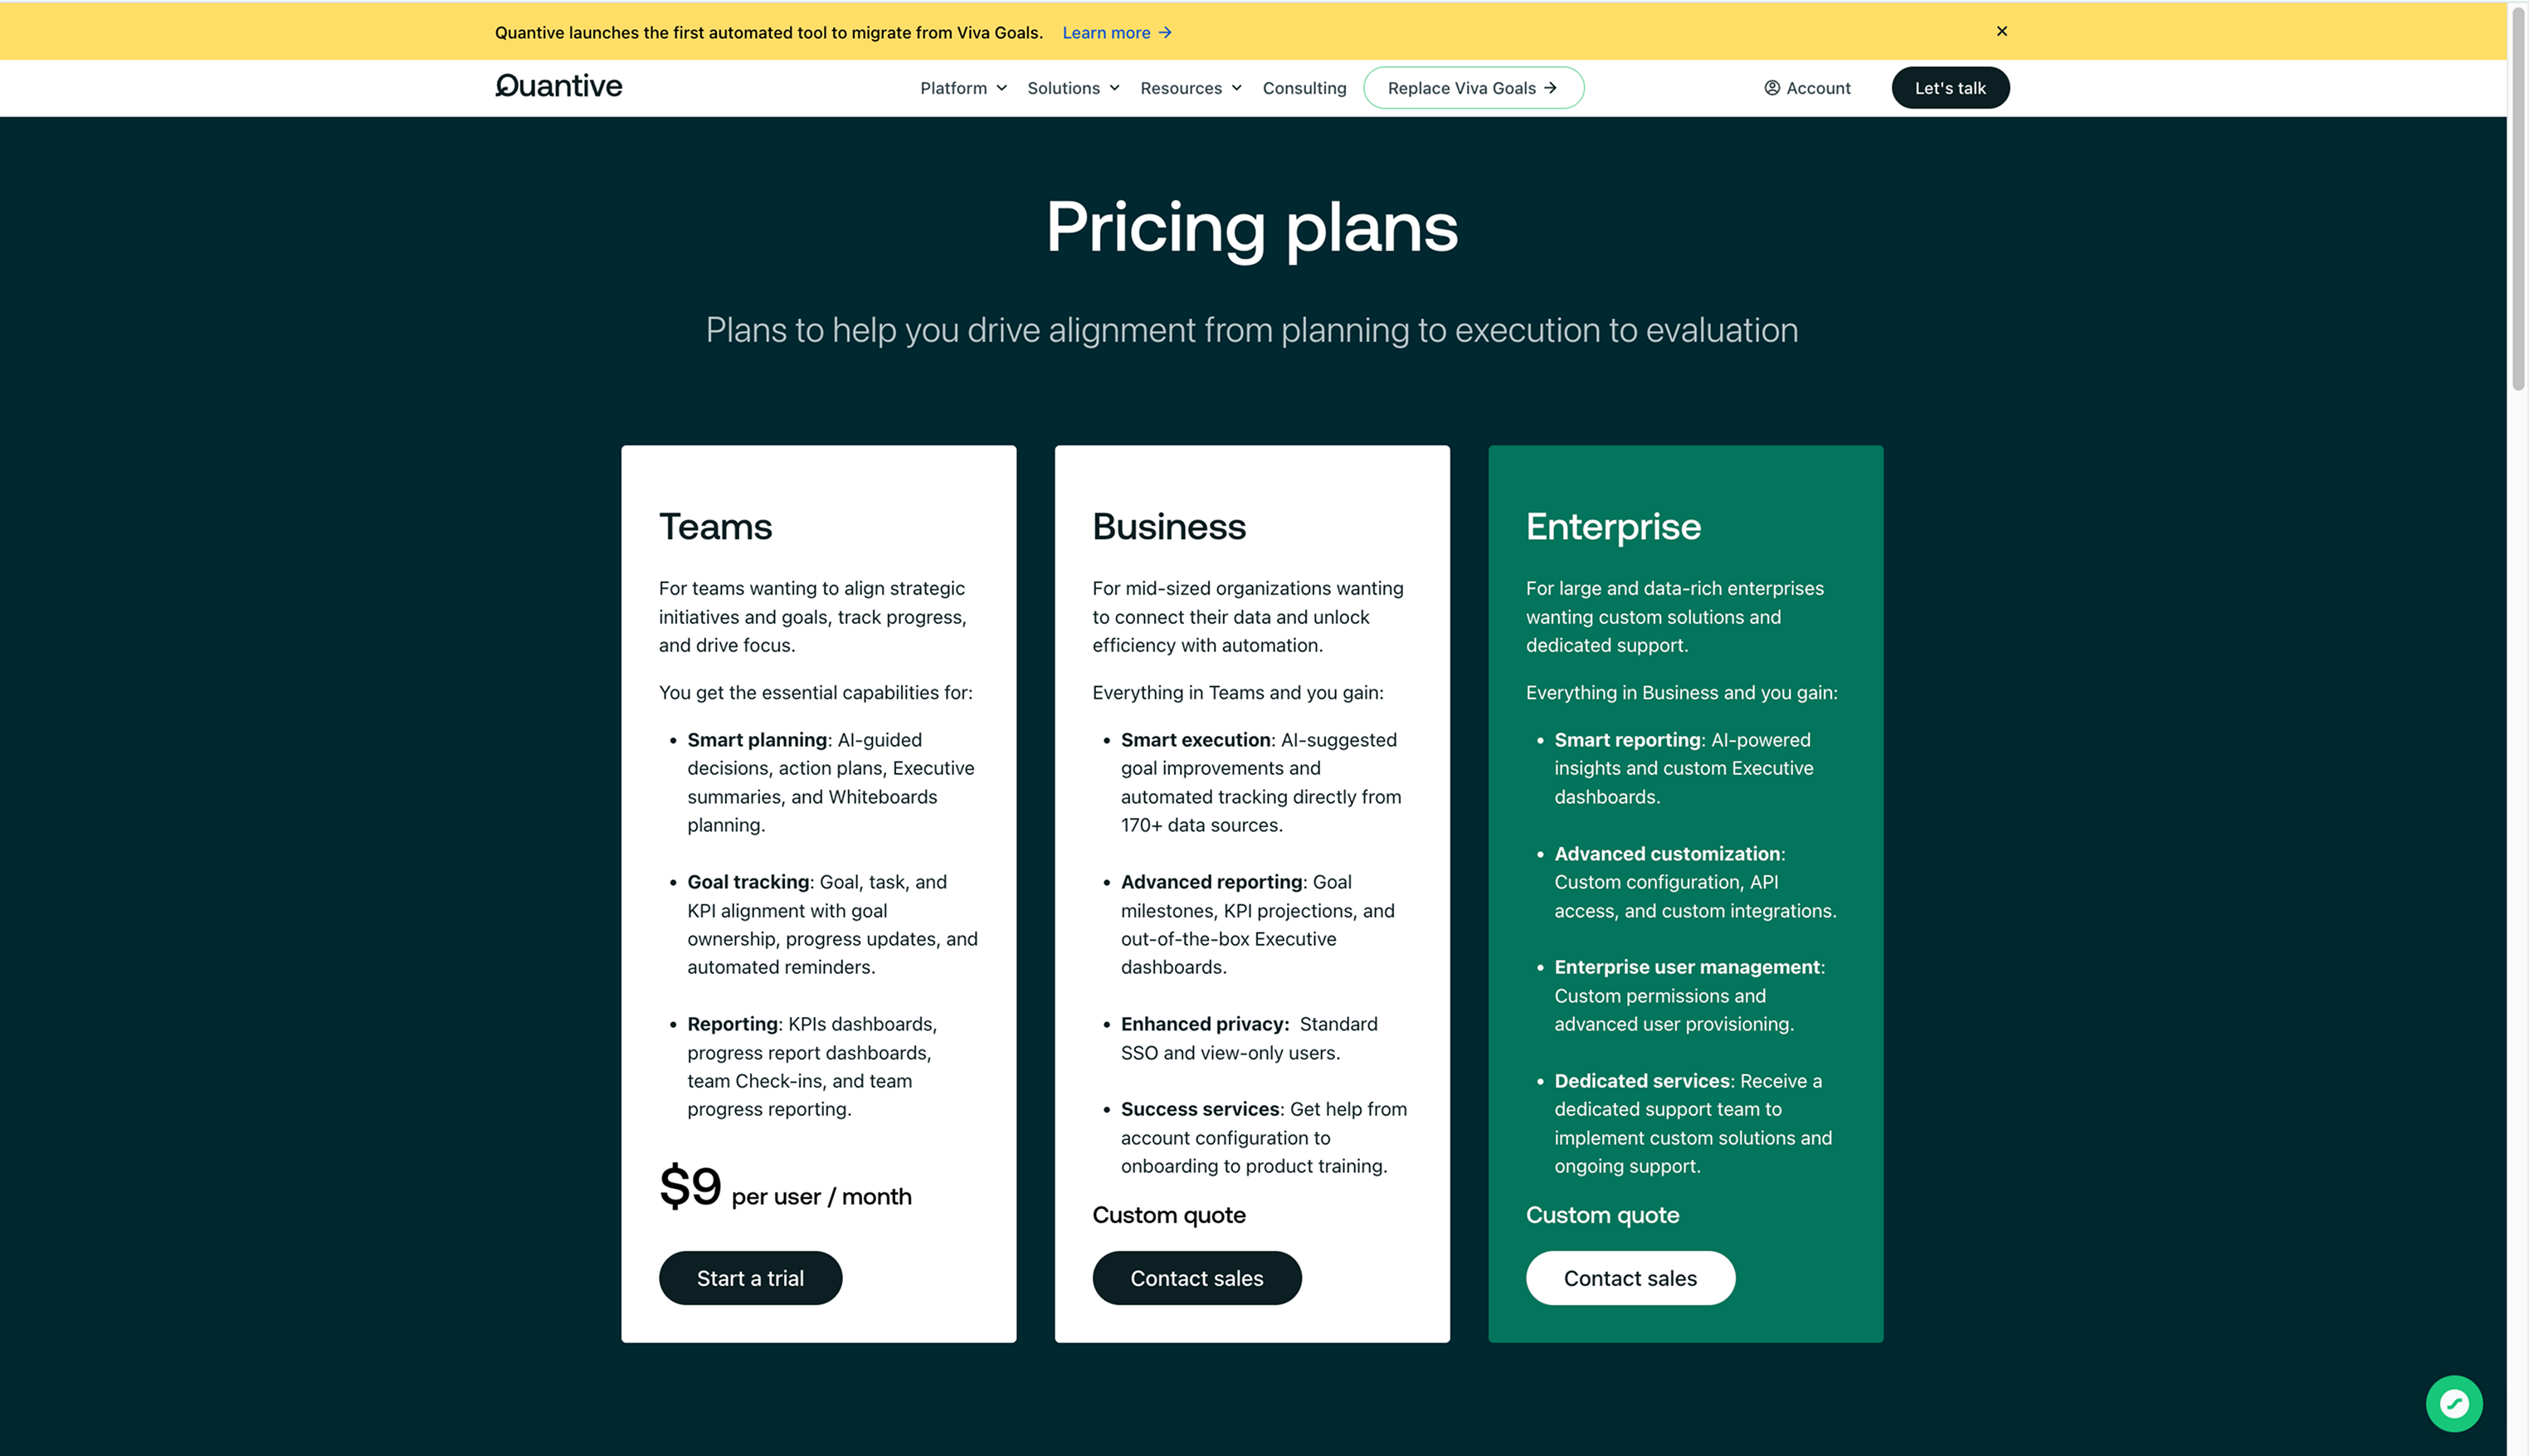 Quantive launches the first automated tool to migrate from Viva Goals. Learn more →
Quantive
Platform Solutions Resources Consulting Replace Viva Goals → Account Let's talk
Pricing plans
Plans to help you drive alignment from planning to execution to evaluation
Teams
For teams wanting to align strategic
initiatives and goals, track progress,
and drive focus.
You get the essential capabilities for:
• Smart planning: AI-guided
decisions, action plans, Executive
summaries, and Whiteboards
planning.
• Goal tracking: Goal, task, and
KPI alignment with goal
ownership, progress updates, and
automated reminders.
• Reporting: KPIs dashboards,
progress report dashboards,
team Check-ins, and team
progress reporting.
$9 per user / month
Start a trial
Business
For mid-sized organizations wanting
to connect their data and unlock
efficiency with automation.
Everything in Teams and you gain:
• Smart execution: AI-suggested
goal improvements and
automated tracking directly from
170+ data sources.
• Advanced reporting: Goal
milestones, KPI projections, and
out-of-the-box Executive
dashboards.
• Enhanced privacy: Standard
SSO and view-only users.
• Success services: Get help from
account configuration to
onboarding to product training.
Custom quote
Contact sales
Enterprise
For large and data-rich enterprises
wanting custom solutions and
dedicated support.
Everything in Business and you gain:
• Smart reporting: AI-powered
insights and custom Executive
dashboards.
• Advanced customization:
Custom configuration, API
access, and custom integrations.
• Enterprise user management:
Custom permissions and
advanced user provisioning.
• Dedicated services: Receive a
dedicated support team to
implement custom solutions and
ongoing support.
Custom quote
Contact sales